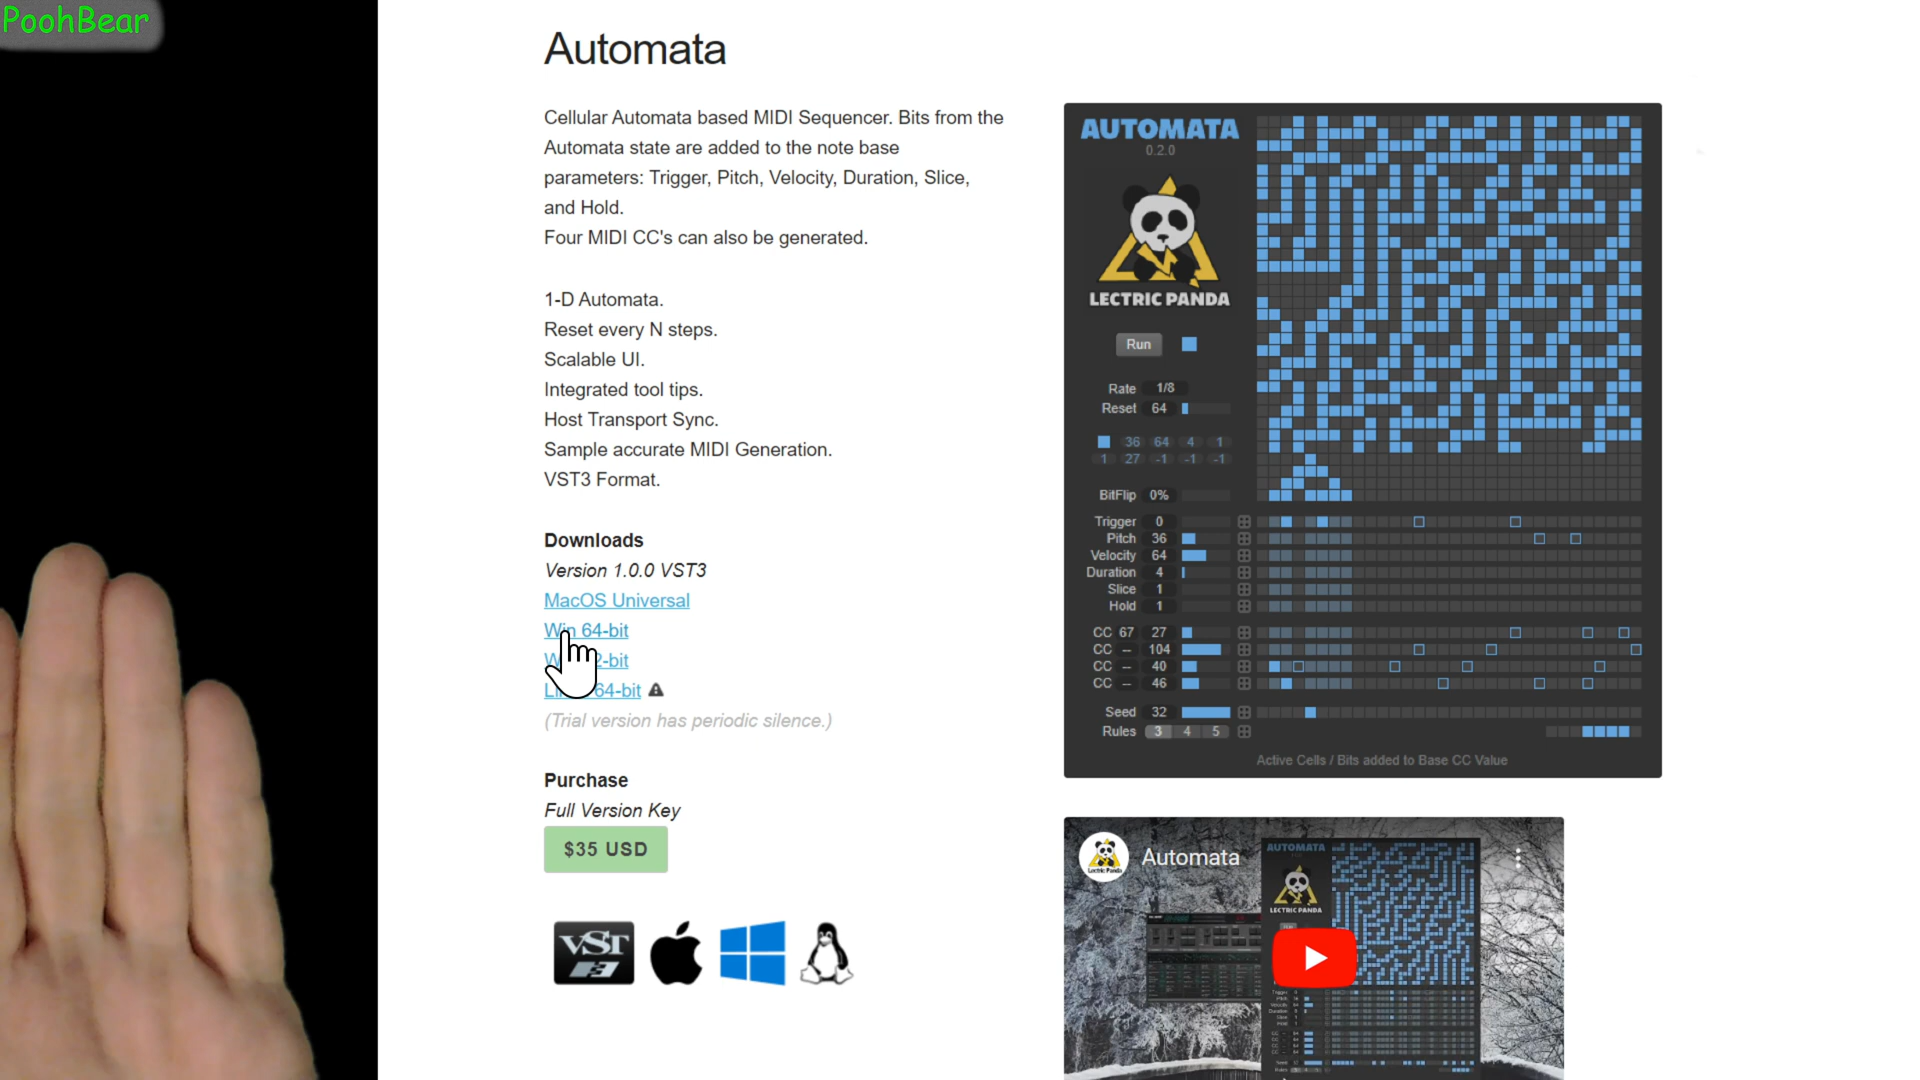 PoohBear
Automata
Cellular Automata based MIDI Sequencer. Bits from the
Automata state are added to the note base
parameters: Trigger, Pitch, Velocity, Duration, Slice,
and Hold.
Four MIDI CC's can also be generated.
1-D Automata.
Reset every N steps.
Scalable UI.
Integrated tool tips.
Host Transport Sync.
Sample accurate MIDI Generation.
VST3 Format.
Downloads
Version 1.0.0 VST3
MacOS Universal
Win 64-bit
64-bit
(Trial version has periodic silence.)
Purchase
Full Version Key
$35 USD
VST
AUTOMATA
0.2.0
LECTRIC PANDA
Run
Rate 1/8
Reset 64
36 64 4 1
1 27 -1 -1 -1
BitFlip 0%
Trigger 0
Pitch 36
Velocity 64
Duration 4
Slice 1
Hold 1
CC 67 27
CC -- 104
CC -- 40
CC -- 46
Seed 32
Rules 3 4 5
Active Cells / Bits added to Base CC Value
Automata
AUTOMATA
LECTRIC PANDA